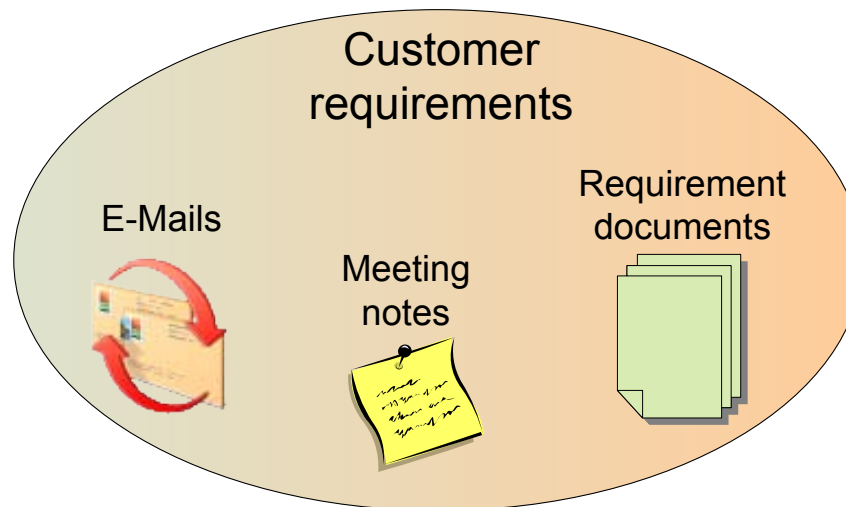 Customer
requirements
E-Mails
Meeting
notes
Requirement
documents